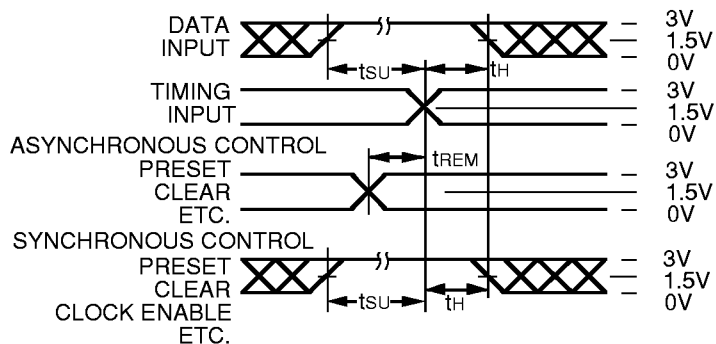 DATA INPUT
3V
1.5V
0V
tSU
tH
TIMING INPUT
3V
1.5V
0V
ASYNCHRONOUS CONTROL
PRESET
CLEAR
ETC.
tREM
3V
1.5V
0V
SYNCHRONOUS CONTROL
PRESET
CLEAR
CLOCK ENABLE
ETC.
3V
1.5V
0V
tSU
tH